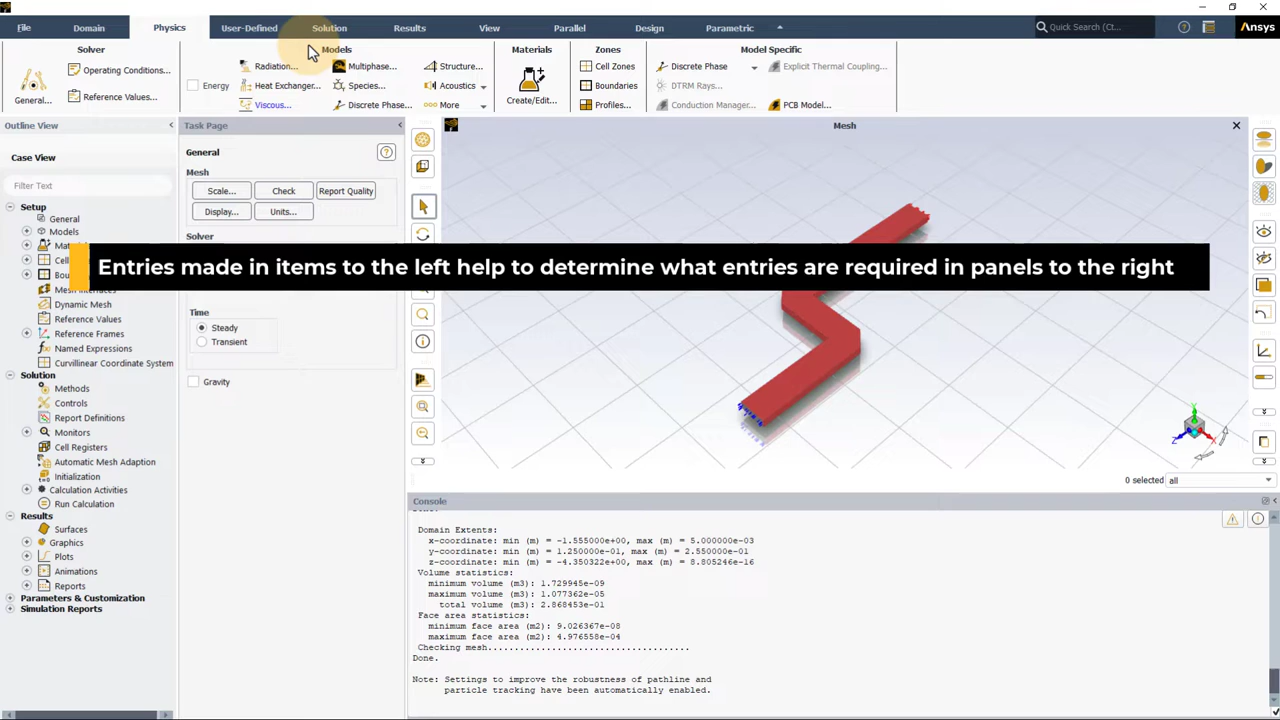 File Domain Physics User-Defined Solution Results View Parallel Design Parametric Quick Search (Ct... Ansys
Solver Models Materials Zones Model Specific
General... Operating Conditions... Reference Values...
Energy Radiation... Heat Exchanger... Viscous...
Multiphase... Species... Discrete Phase...
Structure... Acoustics More
Create/Edit...
Cell Zones Boundaries Profiles...
Discrete Phase DTRM Rays... Conduction Manager...
Explicit Thermal Coupling... PCB Model...
Outline View
Case View
Filter Text
Setup
General
Models
Mat
Cel
Bou
Mesh Interfaces
Dynamic Mesh
Reference Values
Reference Frames
Named Expressions
Curvillinear Coordinate System
Solution
Methods
Controls
Report Definitions
Monitors
Cell Registers
Automatic Mesh Adaption
Initialization
Calculation Activities
Run Calculation
Results
Surfaces
Graphics
Plots
Animations
Reports
Parameters & Customization
Simulation Reports
Task Page
General
Mesh
Scale... Check Report Quality
Display... Units...
Solver
Time
Steady
Transient
Gravity
Mesh
Entries made in items to the left help to determine what entries are required in panels to the right
Y
Z X
0 selected all
Console
Domain Extents:
x-coordinate: min (m) = -1.555000e+00, max (m) = 5.000000e-03
y-coordinate: min (m) = 1.250000e-01, max (m) = 2.550000e-01
z-coordinate: min (m) = -4.350322e+00, max (m) = 8.805246e-16
Volume statistics:
minimum volume (m3): 1.729945e-09
maximum volume (m3): 1.077362e-05
total volume (m3): 2.868453e-01
Face area statistics:
minimum face area (m2): 9.026367e-08
maximum face area (m2): 4.976558e-04
Checking mesh.....................................
Done.
Note: Settings to improve the robustness of pathline and
particle tracking have been automatically enabled.